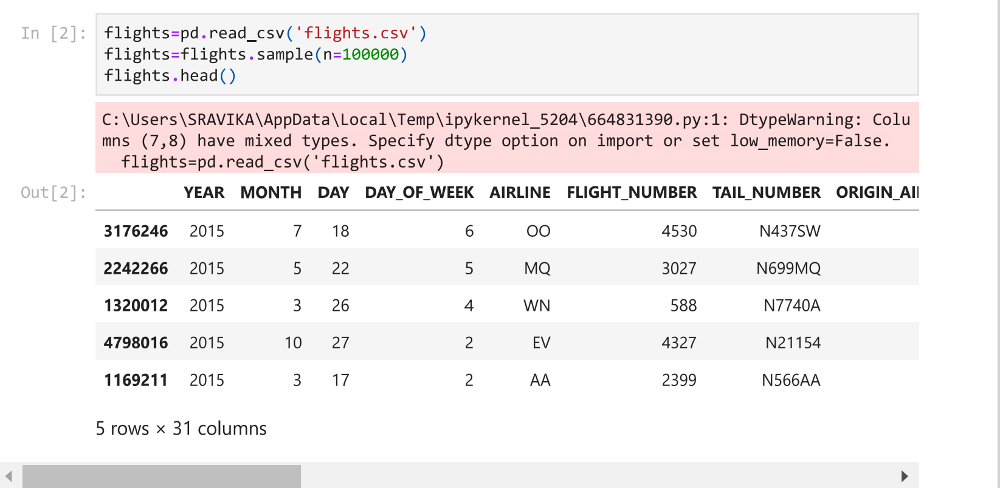 In [2]:
flights=pd.read_csv('flights.csv')
flights=flights.sample(n=100000)
flights.head()
C:\Users\SRAVIKA\AppData\Local\Temp\ipykernel_5204\664831390.py:1: DtypeWarning: Colu
mns (7,8) have mixed types. Specify dtype option on import or set low_memory=False.
  flights=pd.read_csv('flights.csv')
Out[2]:
YEAR MONTH DAY DAY_OF_WEEK AIRLINE FLIGHT_NUMBER TAIL_NUMBER ORIGIN_AI
3176246 2015 7 18 6 OO 4530 N437SW
2242266 2015 5 22 5 MQ 3027 N699MQ
1320012 2015 3 26 4 WN 588 N7740A
4798016 2015 10 27 2 EV 4327 N21154
1169211 2015 3 17 2 AA 2399 N566AA
5 rows × 31 columns